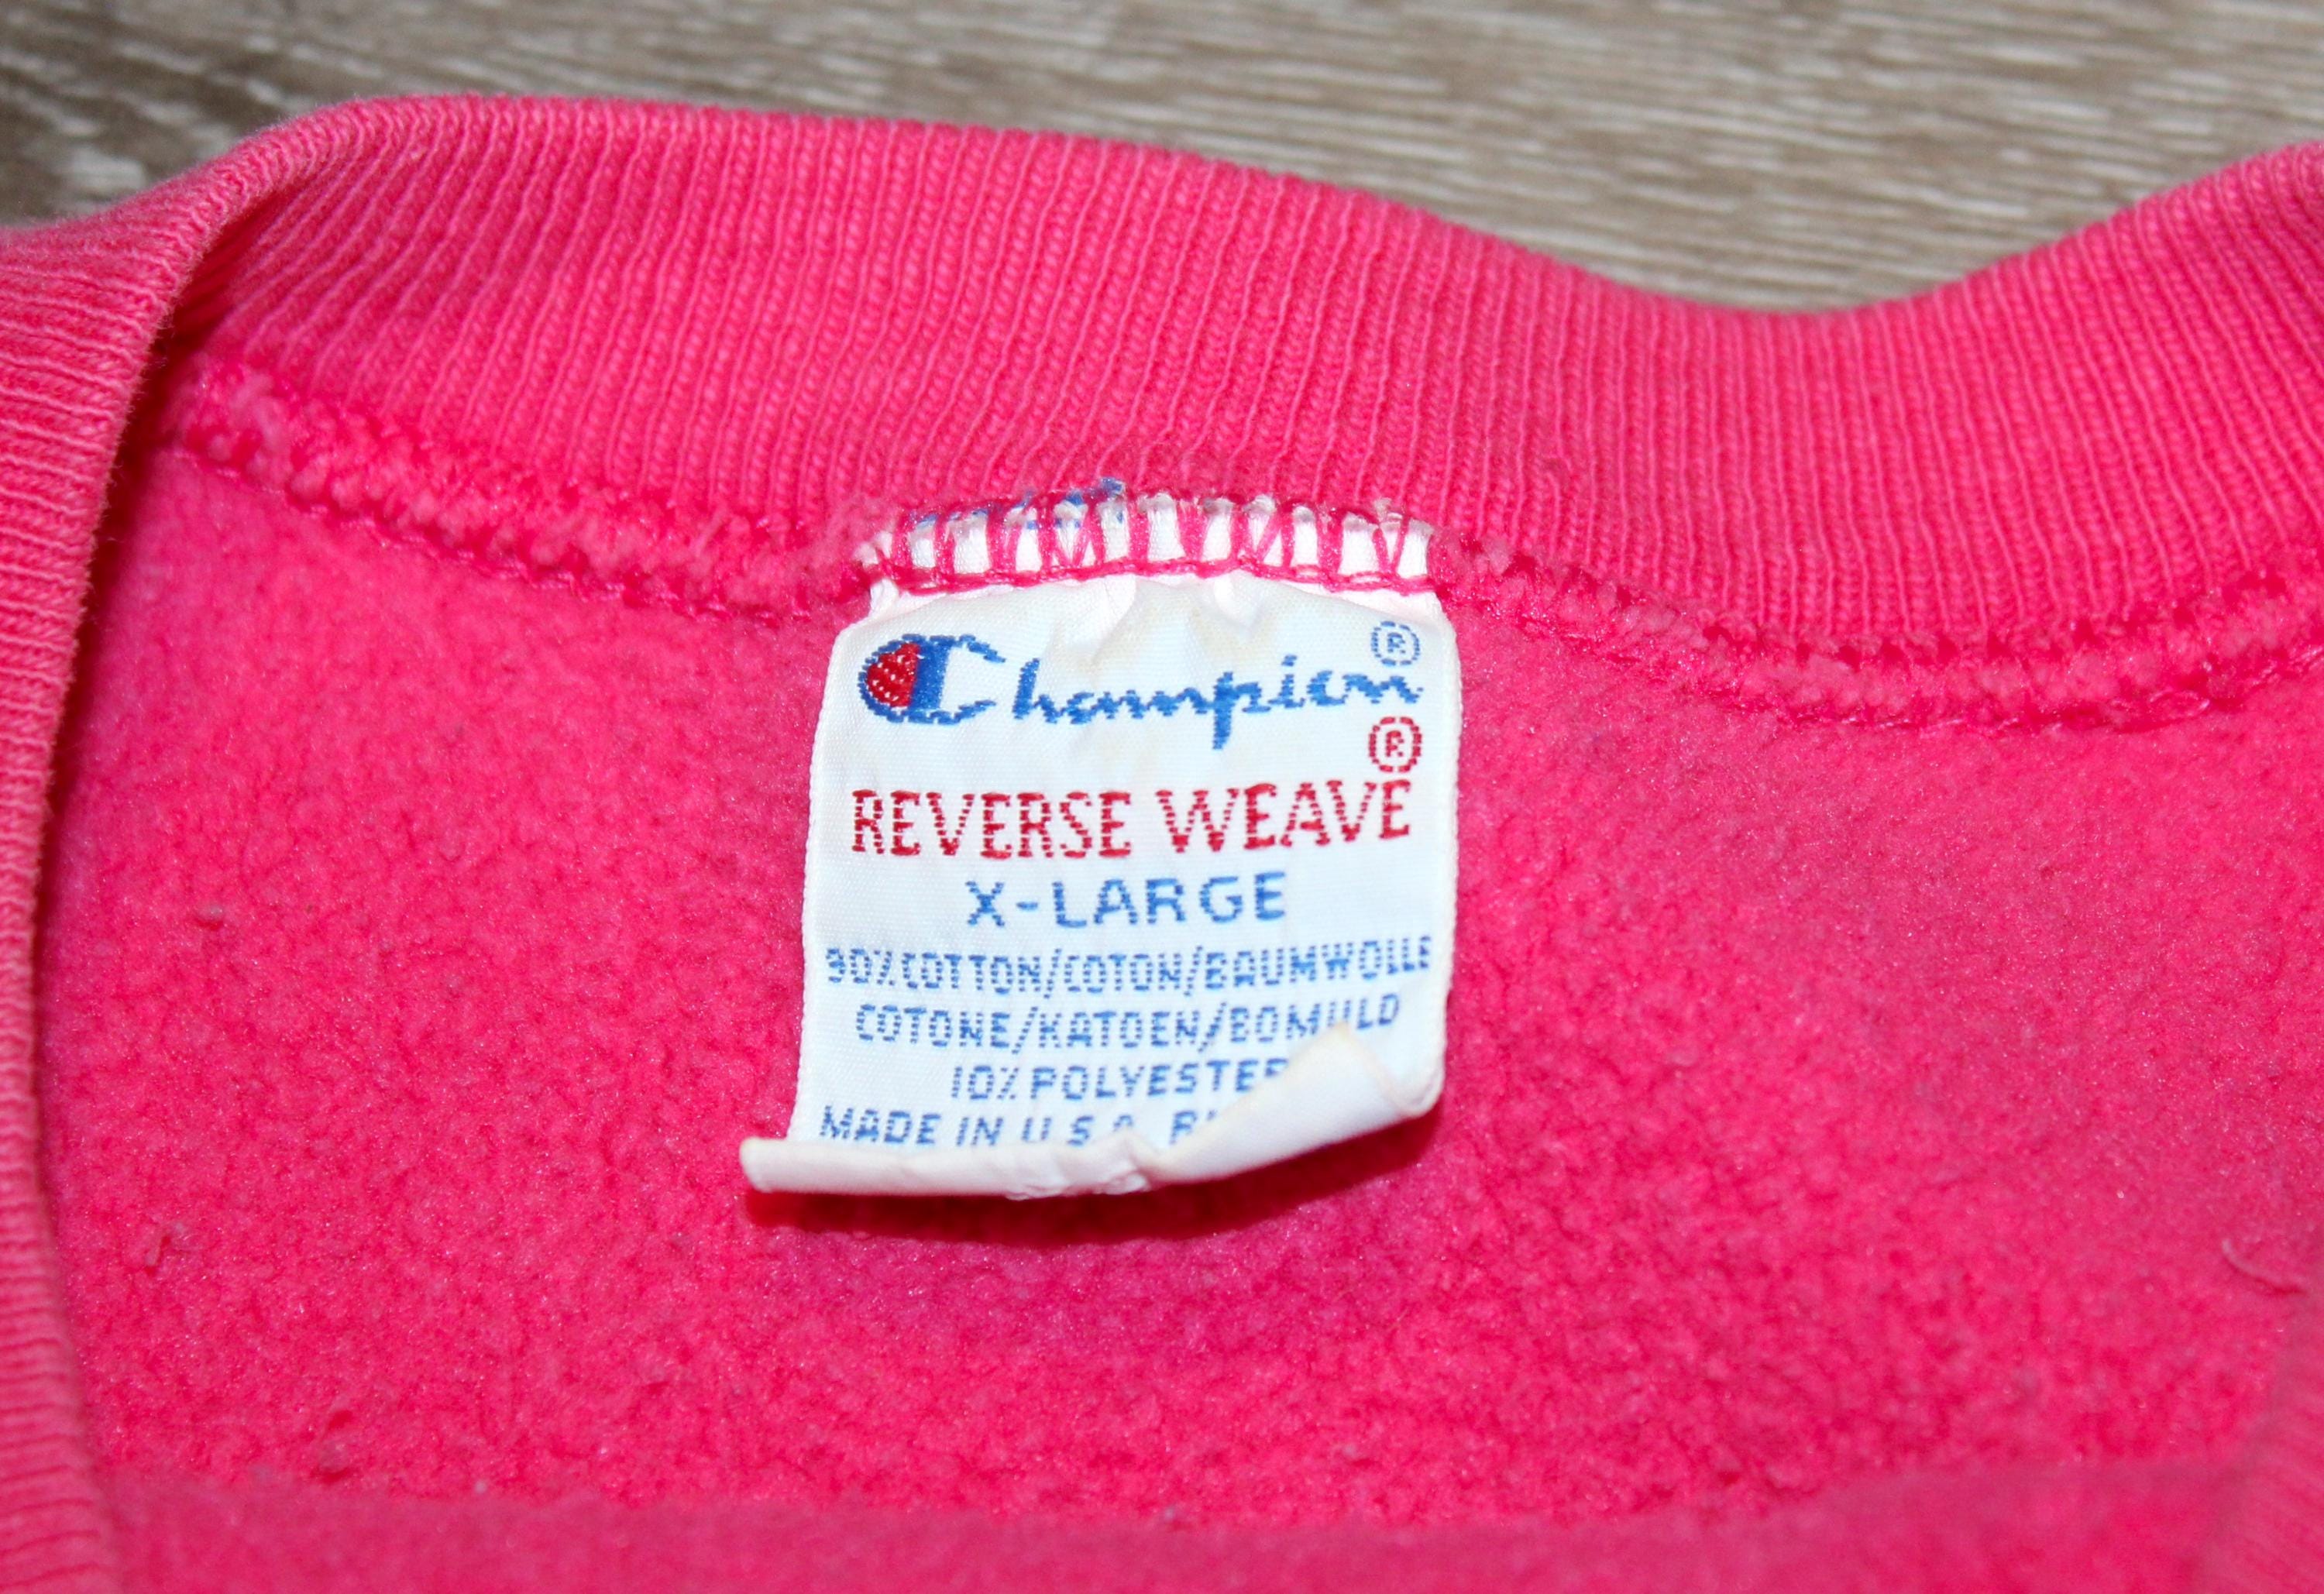 Champion®
®
REVERSE WEAVE
X-LARGE
90% COTTON/COTON/BAUMWOLLE
COTONE/KATOEN/BOMULD
10% POLYESTER
MADE IN U.S.A.